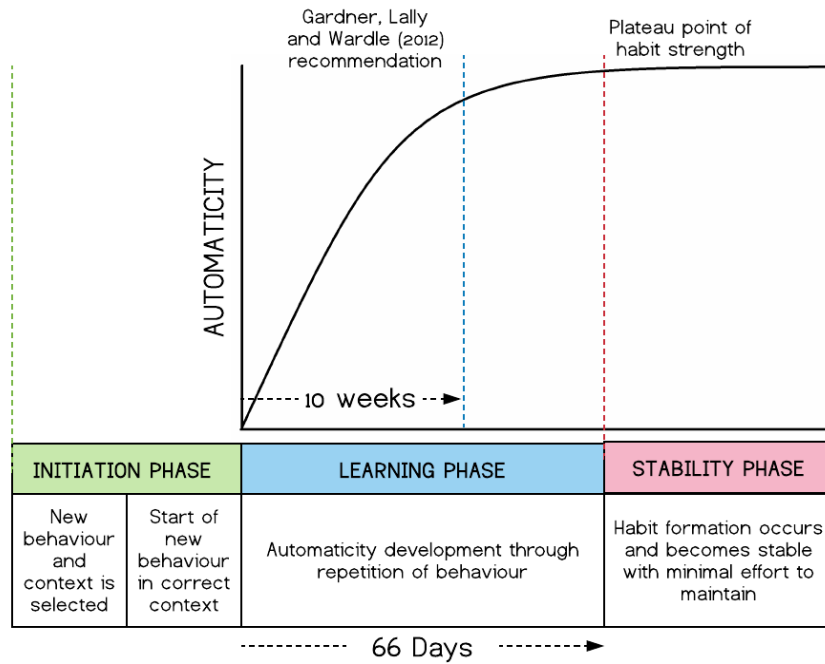 Gardner, Lally
and Wardle (2012)
recommendation
Plateau point of
habit strength
AUTOMATICITY
10 weeks
INITIATION PHASE
LEARNING PHASE
STABILITY PHASE
New
behaviour
and
context is
selected
Start of
new
behaviour
in correct
context
Automaticity development through
repetition of behaviour
Habit formation occurs
and becomes stable
with minimal effort to
maintain
66 Days